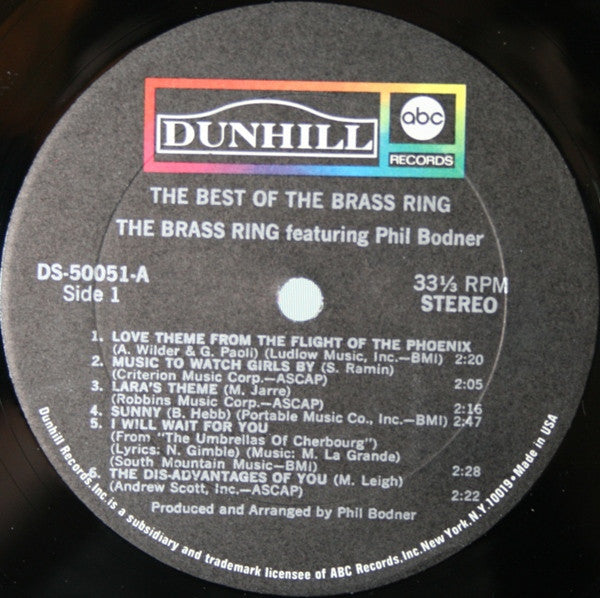 DUNHILL
abc
RECORDS
THE BEST OF THE BRASS RING
THE BRASS RING featuring Phil Bodner
DS-50051-A
Side 1
33⅓ RPM
STEREO
1. LOVE THEME FROM THE FLIGHT OF THE PHOENIX
(A. Wilder & G. Paoli) (Ludlow Music, Inc.—BMI) 2:20
2. MUSIC TO WATCH GIRLS BY (S. Ramin)
(Criterion Music Corp.—ASCAP) 2:05
3. LARA'S THEME (M. Jarre)
(Robbins Music Corp.—ASCAP) 2:16
4. SUNNY (B. Hebb) (Portable Music Co., Inc.—BMI) 2:47
5. I WILL WAIT FOR YOU
(From "The Umbrellas Of Cherbourg")
(Lyrics: N. Gimble) (Music: M. La Grande)
(South Mountain Music—BMI) 2:28
6. THE DIS-ADVANTAGES OF YOU (M. Leigh)
(Andrew Scott, Inc.—ASCAP) 2:22
Produced and Arranged by Phil Bodner
Dunhill Records, Inc. is a subsidiary and trademark licensee of ABC Records, Inc. New York, N.Y. 10019 • Made in USA